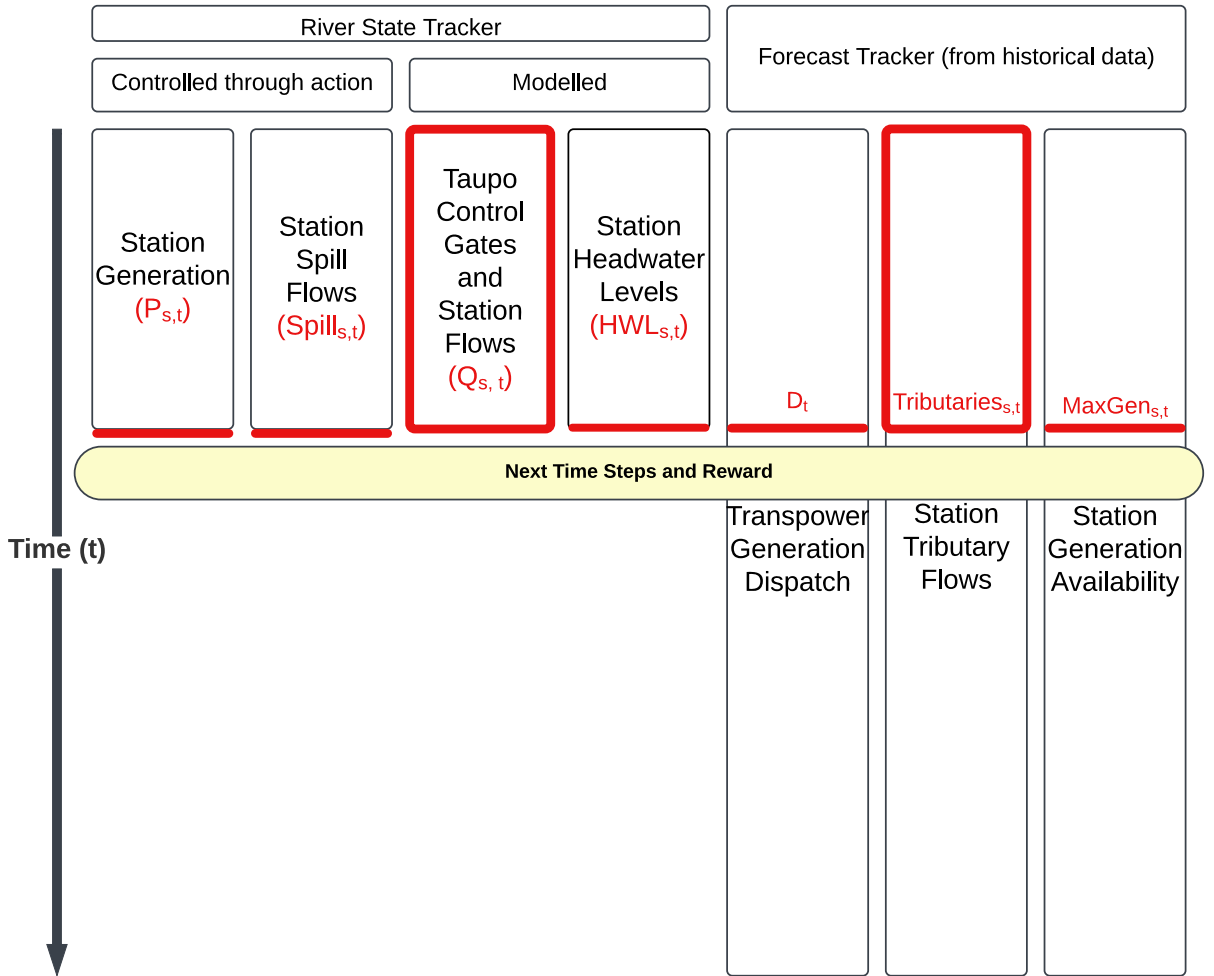 River State Tracker
Forecast Tracker (from historical data)
Controlled through action
Modelled
Station
Generation
(Ps,t)
Station
Spill
Flows
(Spills,t)
Taupo
Control
Gates
and
Station
Flows
(Qs, t)
Station
Headwater
Levels
(HWLs,t)
Dt
Tributariess,t
MaxGens,t
Next Time Steps and Reward
Time (t)
Transpower
Generation
Dispatch
Station
Tributary
Flows
Station
Generation
Availability